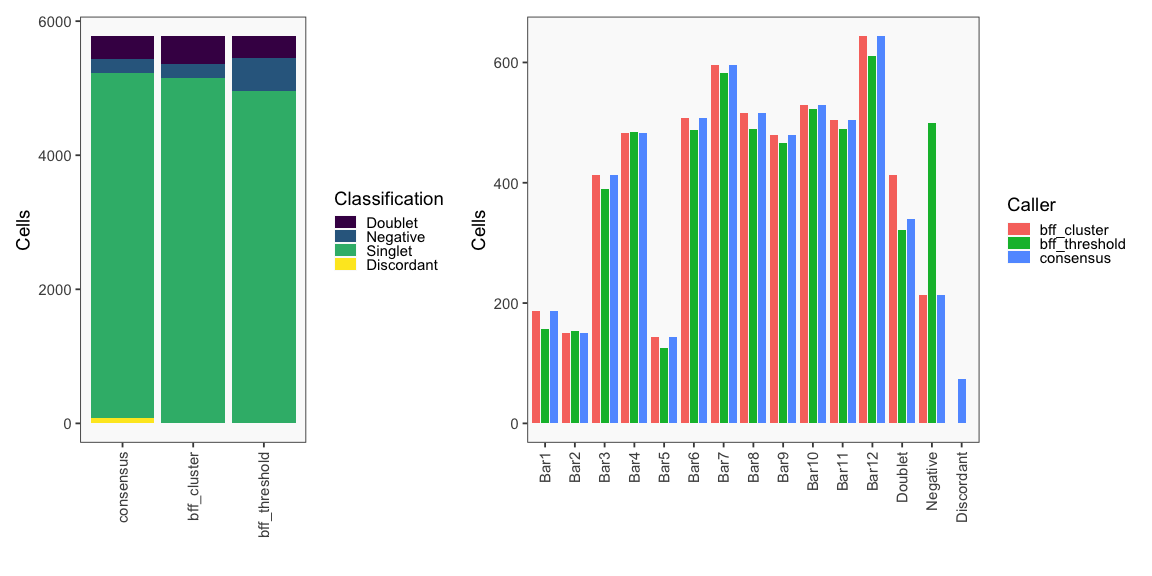 6000
4000
2000
0
Cells
consensus
bff_cluster
bff_threshold
Classification
Doublet
Negative
Singlet
Discordant
600
400
200
0
Cells
Bar1
Bar2
Bar3
Bar4
Bar5
Bar6
Bar7
Bar8
Bar9
Bar10
Bar11
Bar12
Doublet
Negative
Discordant
Caller
bff_cluster
bff_threshold
consensus